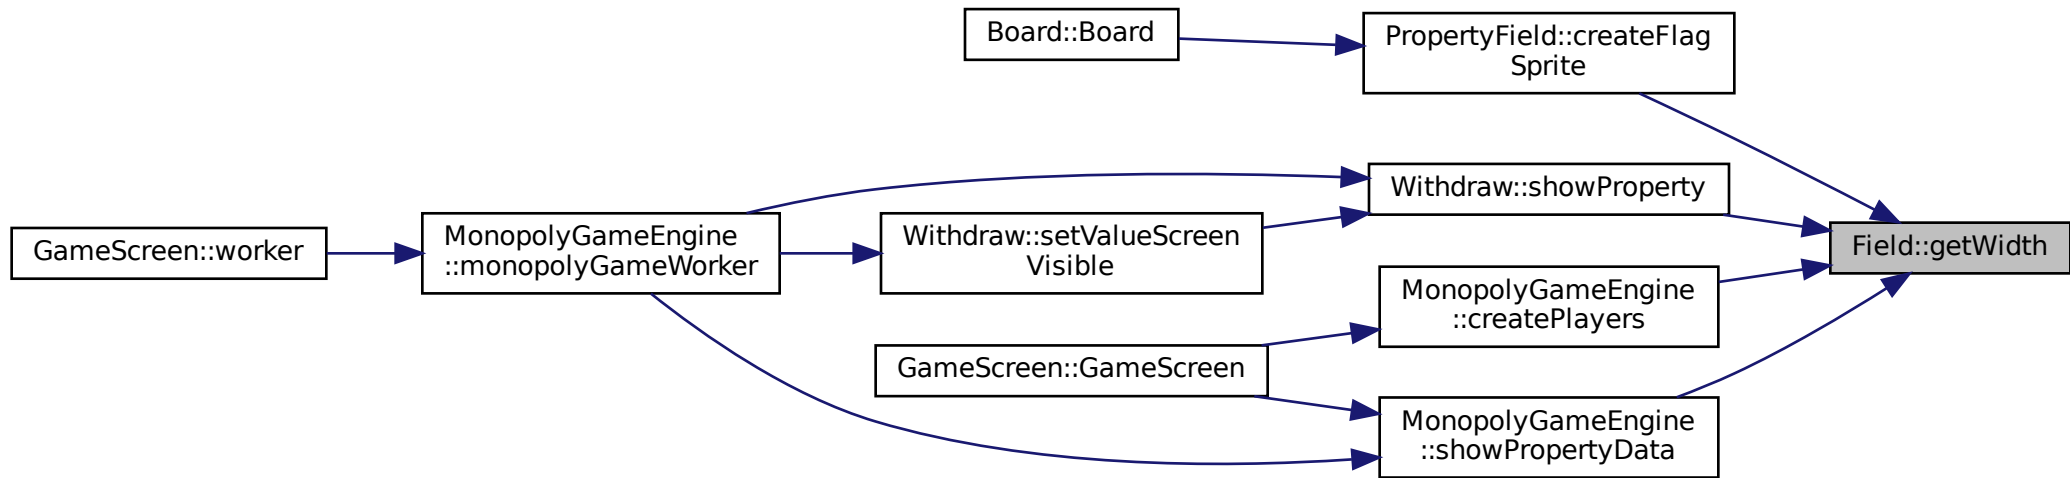 Board::Board
PropertyField::createFlag
Sprite
Withdraw::showProperty
GameScreen::worker
MonopolyGameEngine
::monopolyGameWorker
Withdraw::setValueScreen
Visible
Field::getWidth
MonopolyGameEngine
::createPlayers
GameScreen::GameScreen
MonopolyGameEngine
::showPropertyData